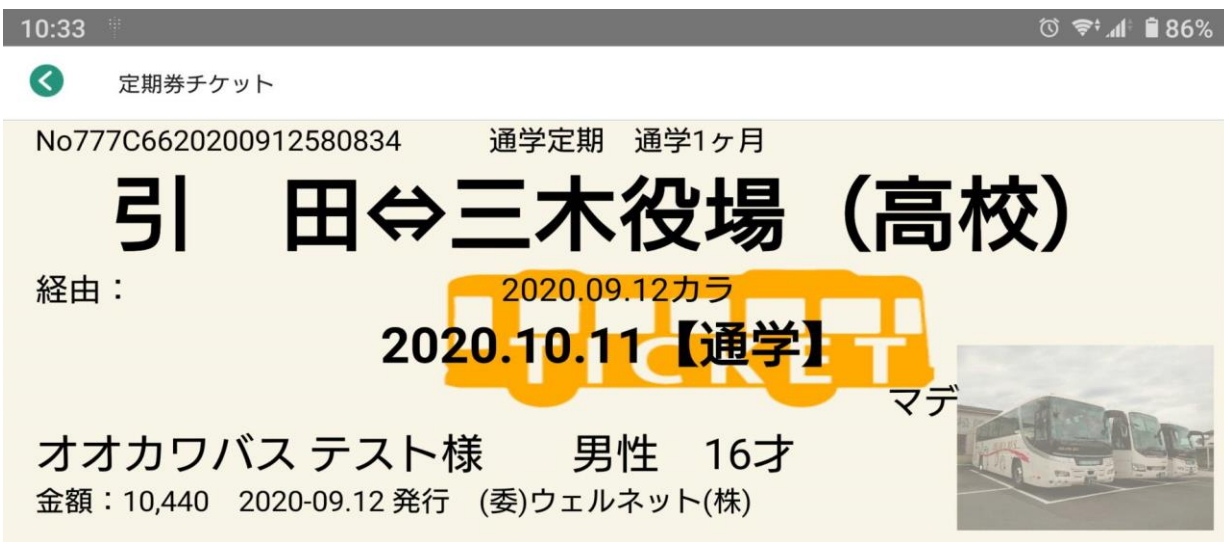 10:33 86%
定期券チケット
No777C6620200912580834 通学定期 通学1ヶ月
引 田⇔三木役場（高校）
経由： 2020.09.12カラ
2020.10.11【通学】
TICKET
マデ
オオカワバス テスト様 男性 16才
金額：10,440 2020-09.12 発行 (委)ウェルネット(株)